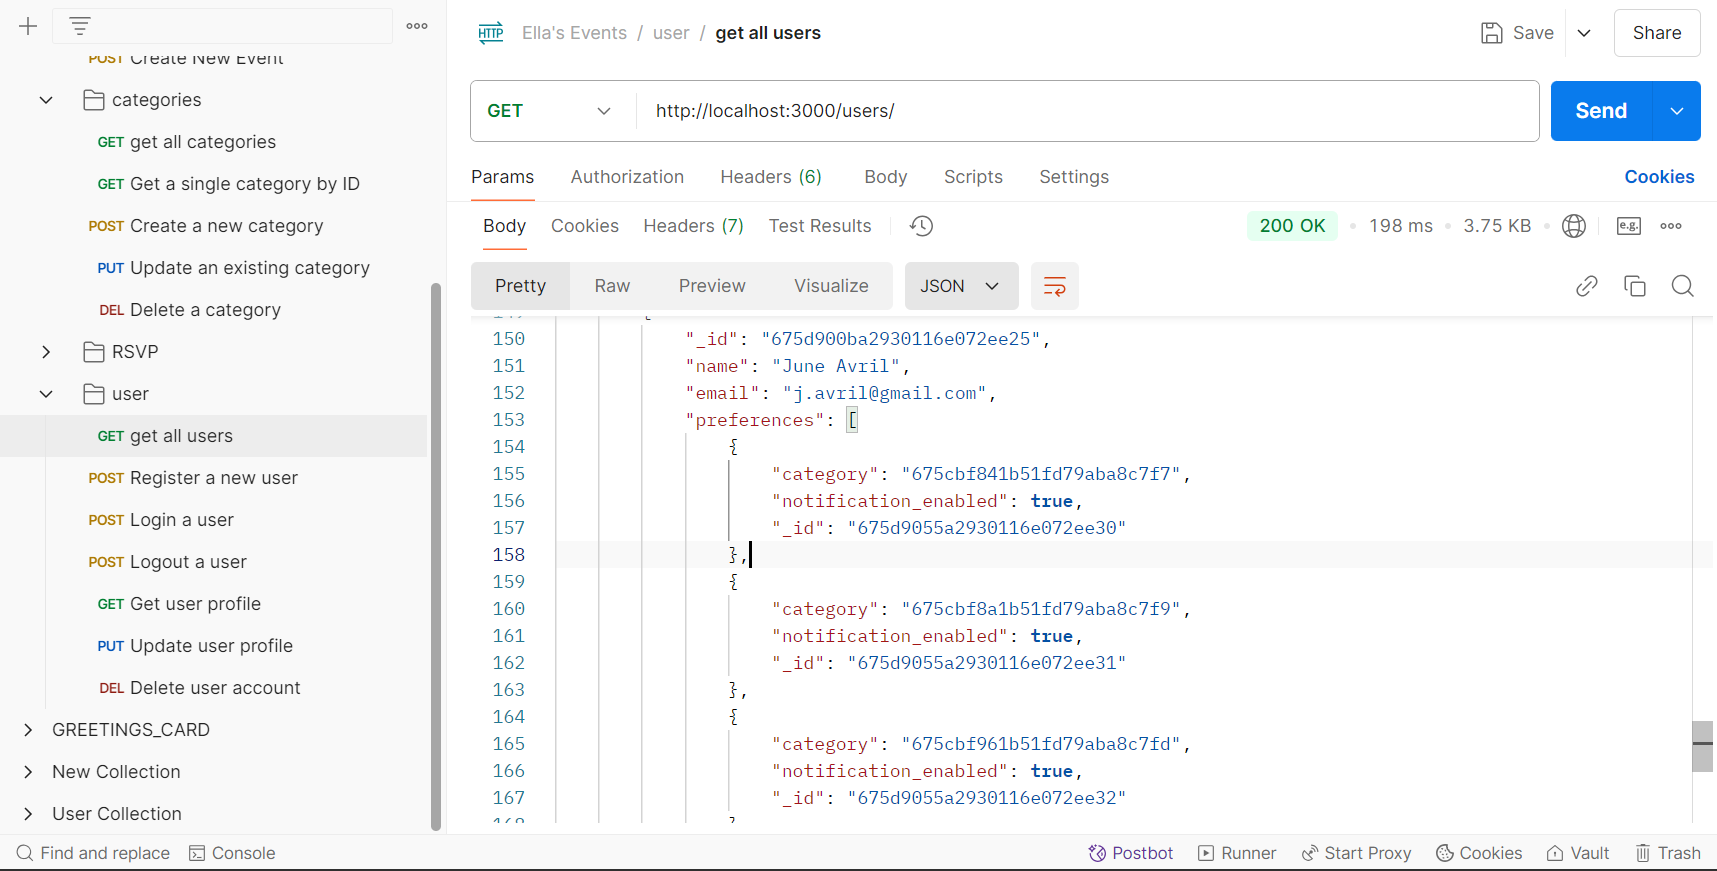 POST Create New Event
categories
GET get all categories
GET Get a single category by ID
POST Create a new category
PUT Update an existing category
DEL Delete a category
RSVP
user
GET get all users
POST Register a new user
POST Login a user
POST Logout a user
GET Get user profile
PUT Update user profile
DEL Delete user account
GREETINGS_CARD
New Collection
User Collection
HTTP Ella's Events / user / get all users
Save
Share
GET http://localhost:3000/users/
Send
Params Authorization Headers (6) Body Scripts Settings
Cookies
Body Cookies Headers (7) Test Results
200 OK • 198 ms • 3.75 KB • e.g.
Pretty Raw Preview Visualize JSON
149 {
150 "_id": "675d900ba2930116e072ee25",
151 "name": "June Avril",
152 "email": "j.avril@gmail.com",
153 "preferences": [
154 {
155 "category": "675cbf841b51fd79aba8c7f7",
156 "notification_enabled": true,
157 "_id": "675d9055a2930116e072ee30"
158 },
159 {
160 "category": "675cbf8a1b51fd79aba8c7f9",
161 "notification_enabled": true,
162 "_id": "675d9055a2930116e072ee31"
163 },
164 {
165 "category": "675cbf961b51fd79aba8c7fd",
166 "notification_enabled": true,
167 "_id": "675d9055a2930116e072ee32"
168 }
Find and replace Console
Postbot Runner Start Proxy Cookies Vault Trash